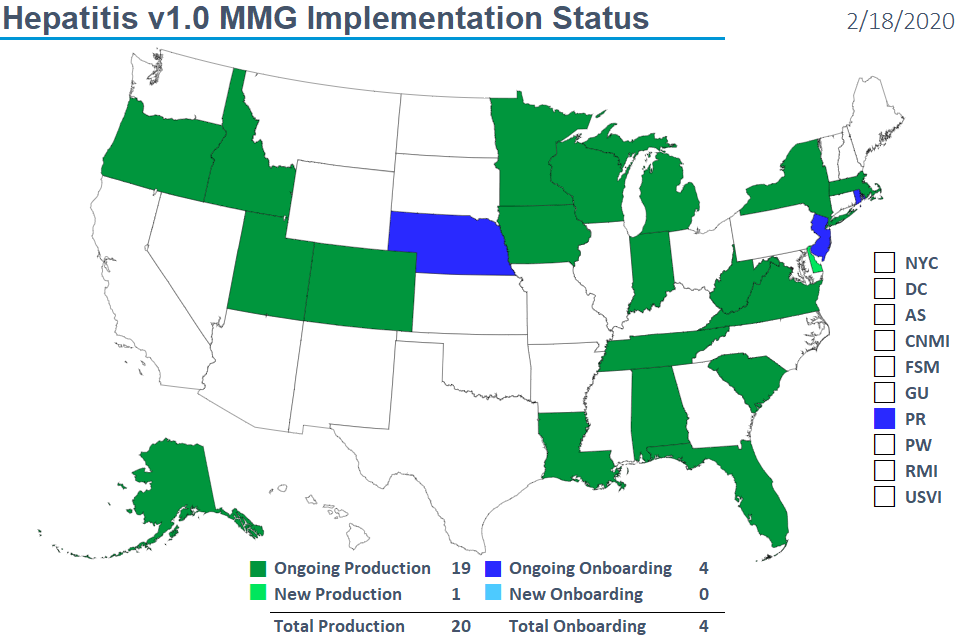 Hepatitis v1.0 MMG Implementation Status
2/18/2020
NYC
DC
AS
CNMI
FSM
GU
PR
PW
RMI
USVI
Ongoing Production 19 Ongoing Onboarding 4
New Production 1 New Onboarding 0
Total Production 20 Total Onboarding 4